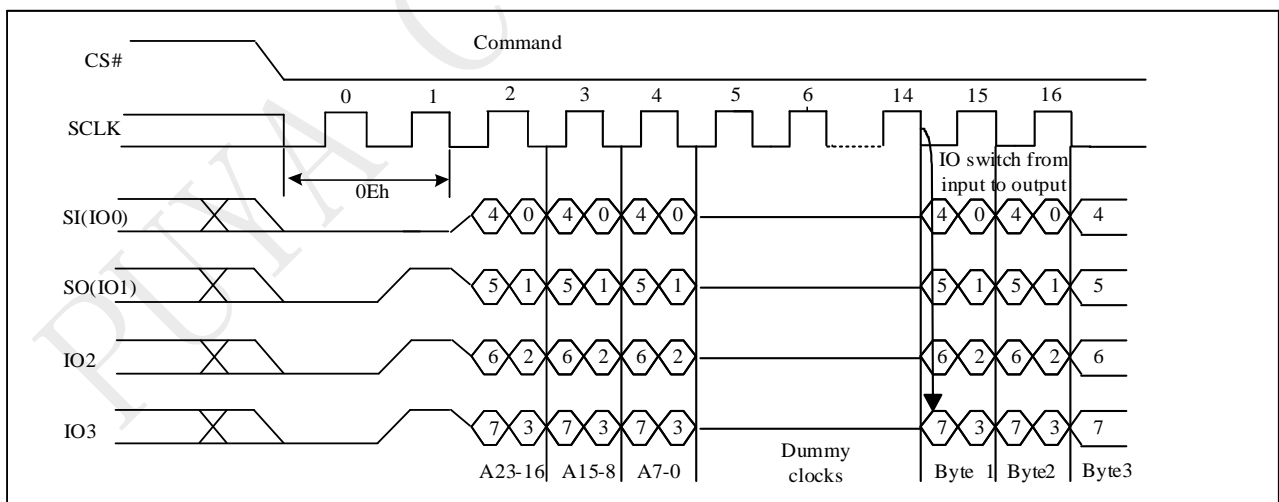 PUYA C
Command
CS#
0 1 2 3 4 5 6 14 15 16
SCLK
IO switch from
input to output
0Eh
SI(IO0) 4 0 4 0 4 0 4 0 4 0 4
SO(IO1) 5 1 5 1 5 1 5 1 5 1 5
IO2 6 2 6 2 6 2 6 2 6 2 6
IO3 7 3 7 3 7 3 7 3 7 3 7
A23-16 A15-8 A7-0 Dummy
clocks Byte 1 Byte2 Byte3